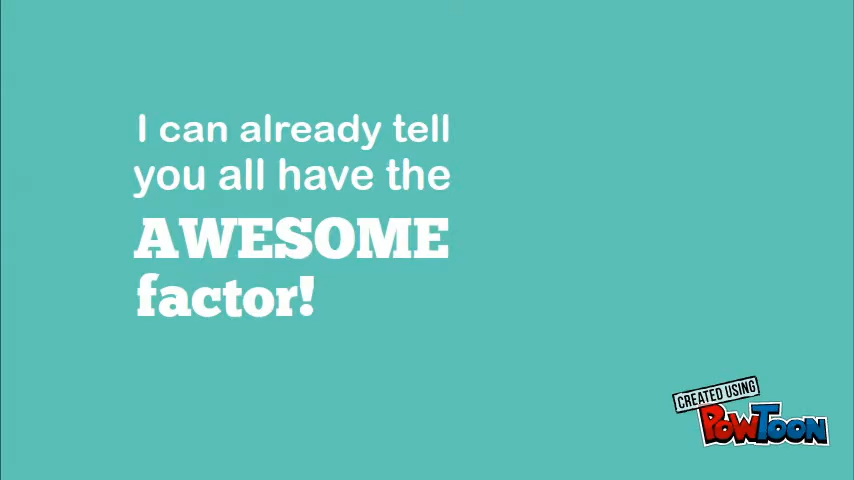 I can already tell
you all have the
AWESOME
factor!
CREATED USING
POWTOON